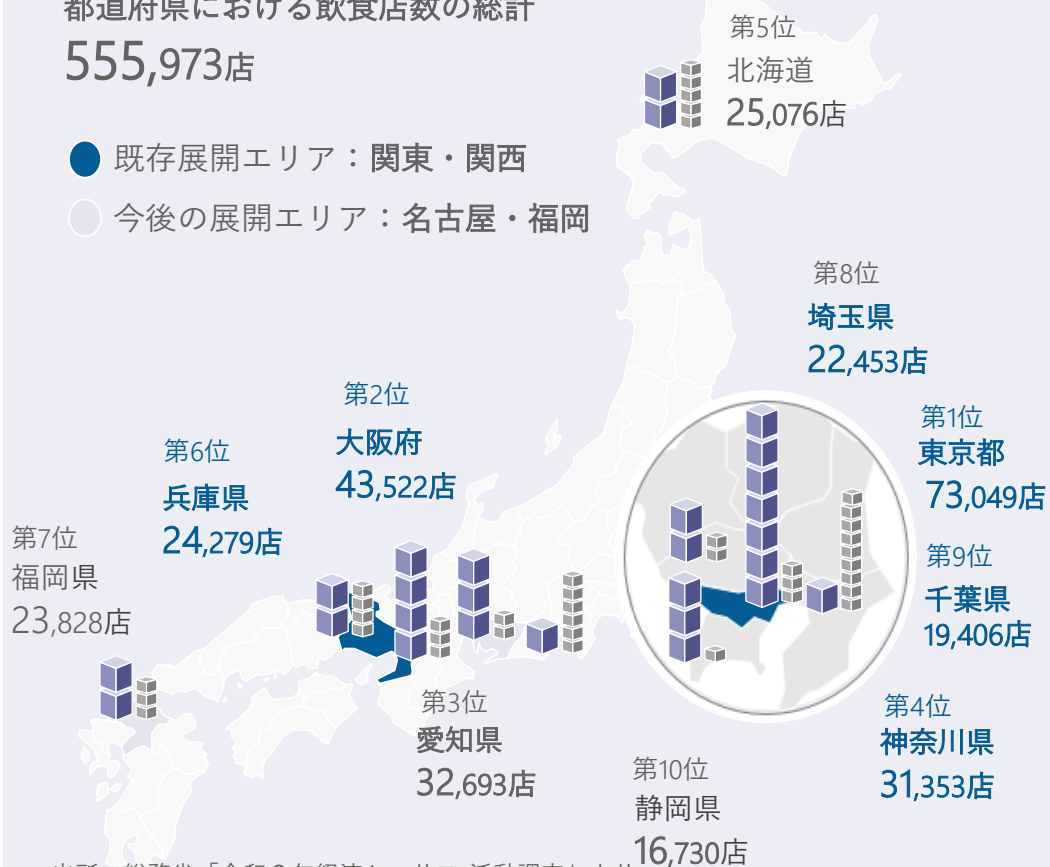 都道府県における飲食店数の総計
555,973店
既存展開エリア：関東・関西
今後の展開エリア：名古屋・福岡
第5位
北海道
25,076店
第8位
埼玉県
22,453店
第2位
大阪府
43,522店
第6位
兵庫県
24,279店
第1位
東京都
73,049店
第7位
福岡県
23,828店
第9位
千葉県
19,406店
第3位
愛知県
32,693店
第4位
神奈川県
31,353店
第10位
静岡県
16,730店